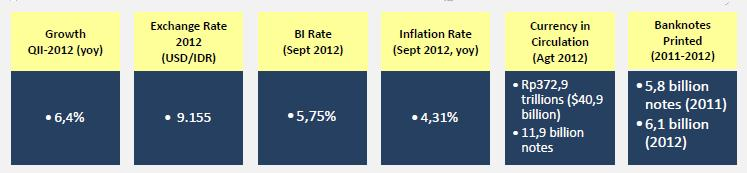 Growth
QII-2012 (yoy)
• 6,4%
Exchange Rate
2012
(USD/IDR)
• 9.155
BI Rate
(Sept 2012)
• 5,75%
Inflation Rate
(Sept 2012, yoy)
• 4,31%
Currency in
Circulation
(Agt 2012)
• Rp372,9
trillions ($40,9
billion)
• 11,9 billion
notes
Banknotes
Printed
(2011-2012)
• 5,8 billion
notes (2011)
• 6,1 billion
(2012)